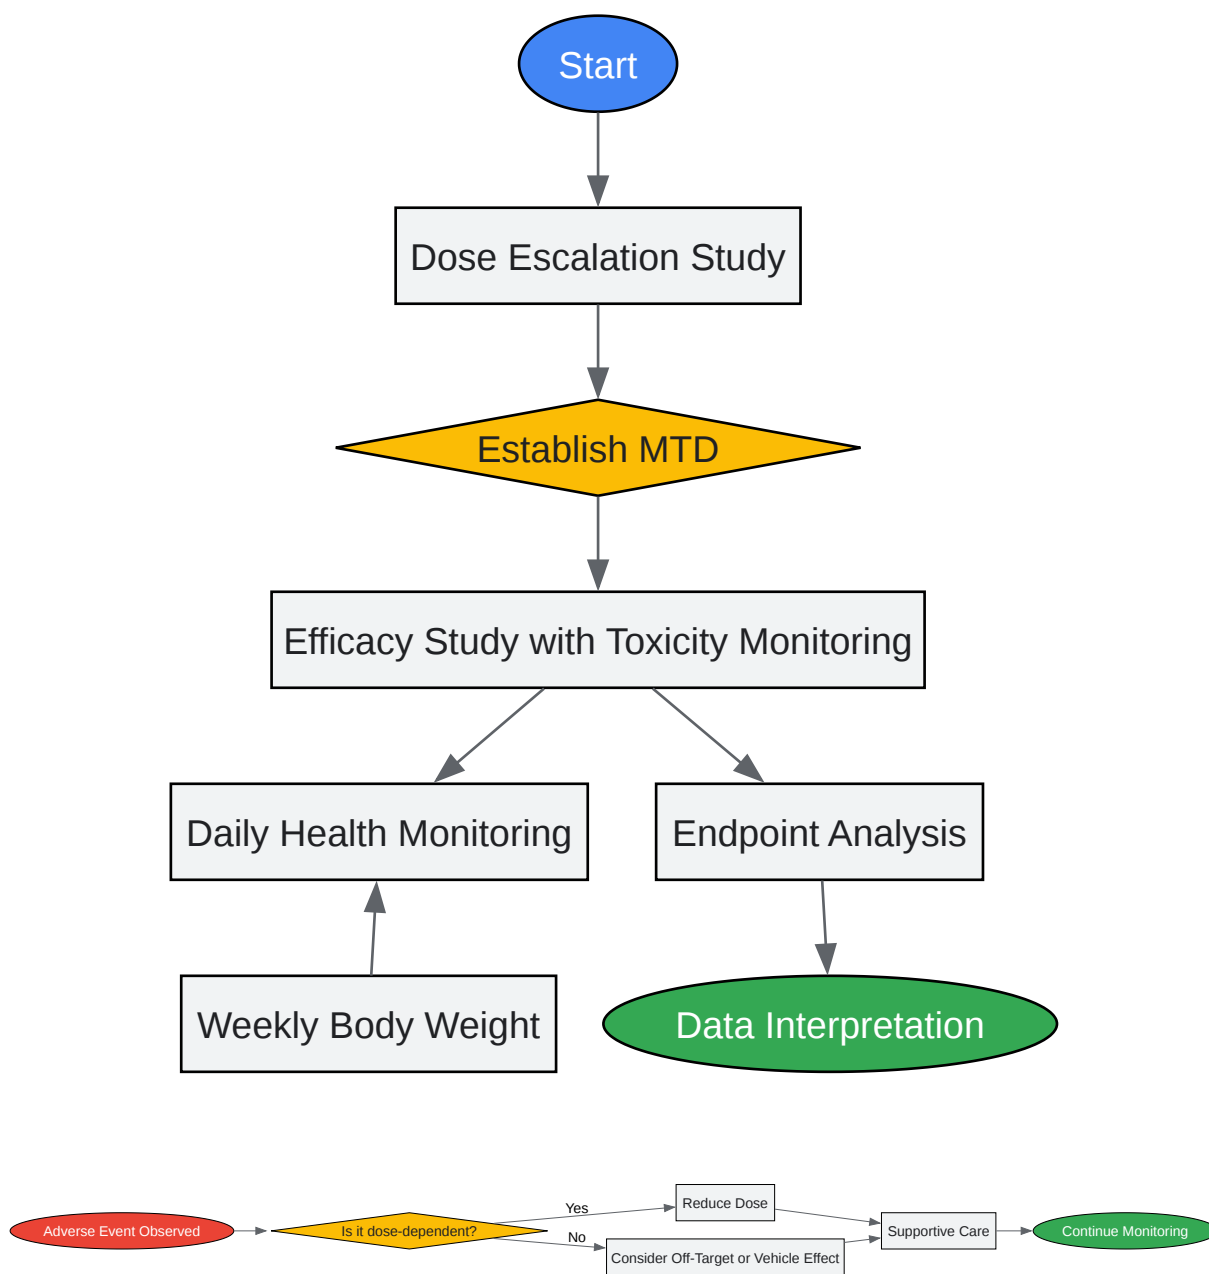 Start
Dose Escalation Study
Establish MTD
Efficacy Study with Toxicity Monitoring
Daily Health Monitoring
Endpoint Analysis
Weekly Body Weight
Data Interpretation
Adverse Event Observed
Is it dose-dependent?
Yes
No
Reduce Dose
Consider Off-Target or Vehicle Effect
Supportive Care
Continue Monitoring